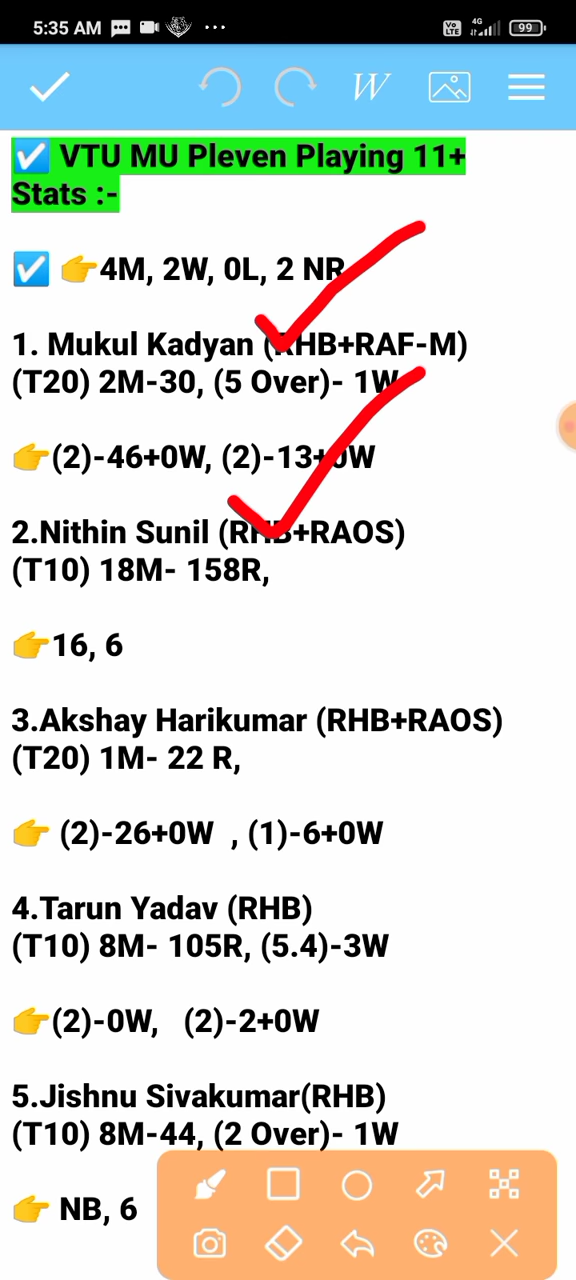 5:35 AM
Vo LTE 4G 99
W
✅ VTU MU Pleven Playing 11+
Stats :-
✅ 👉4M, 2W, 0L, 2 NR
1. Mukul Kadyan (RHB+RAF-M)
(T20) 2M-30, (5 Over)- 1W
👉(2)-46+0W, (2)-13+0W
2.Nithin Sunil (RHB+RAOS)
(T10) 18M- 158R,
👉16, 6
3.Akshay Harikumar (RHB+RAOS)
(T20) 1M- 22 R,
👉 (2)-26+0W , (1)-6+0W
4.Tarun Yadav (RHB)
(T10) 8M- 105R, (5.4)-3W
👉(2)-0W, (2)-2+0W
5.Jishnu Sivakumar(RHB)
(T10) 8M-44, (2 Over)- 1W
👉 NB, 6